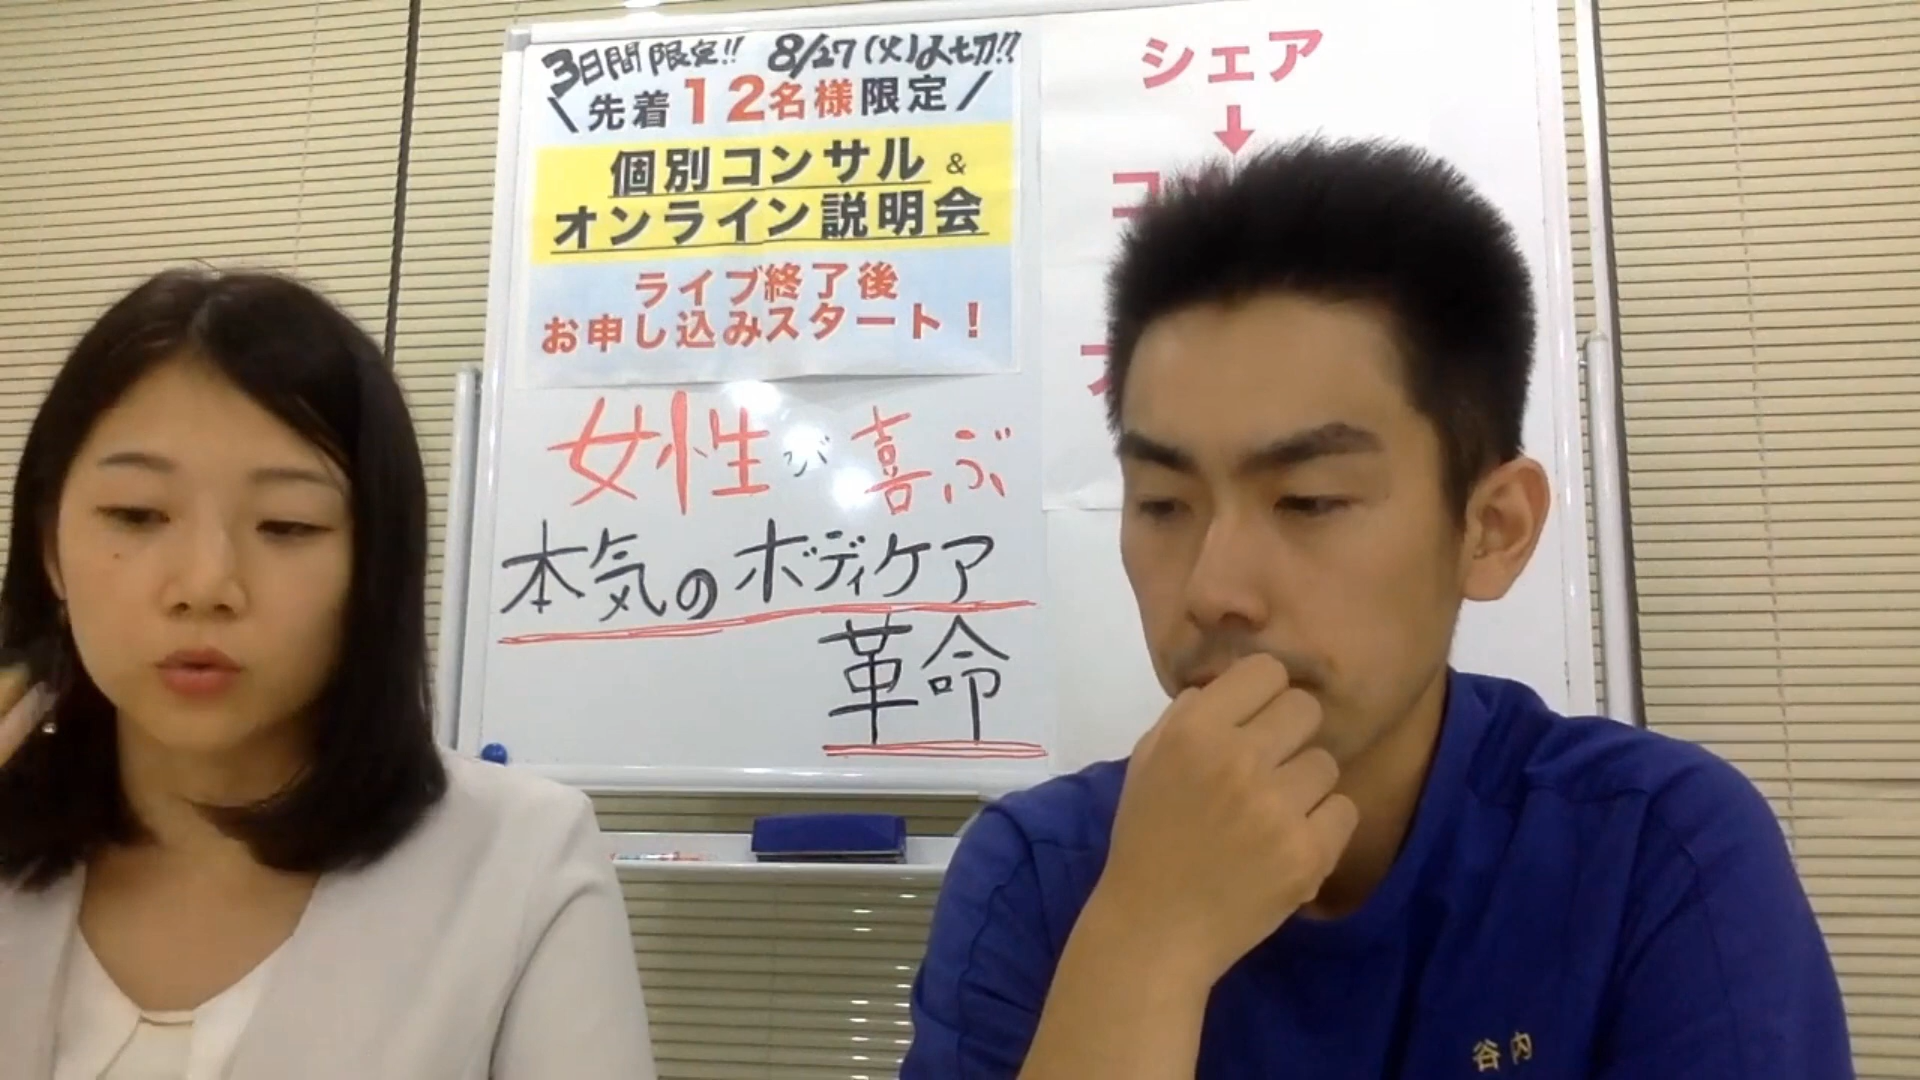 3日間限定!! 8/27(火)〆切!!
\先着12名様限定/
個別コンサル &
オンライン説明会
ライブ終了後
お申し込みスタート！
女性が喜ぶ
本気のボディケア
革命
シェア
↓
コ
谷内